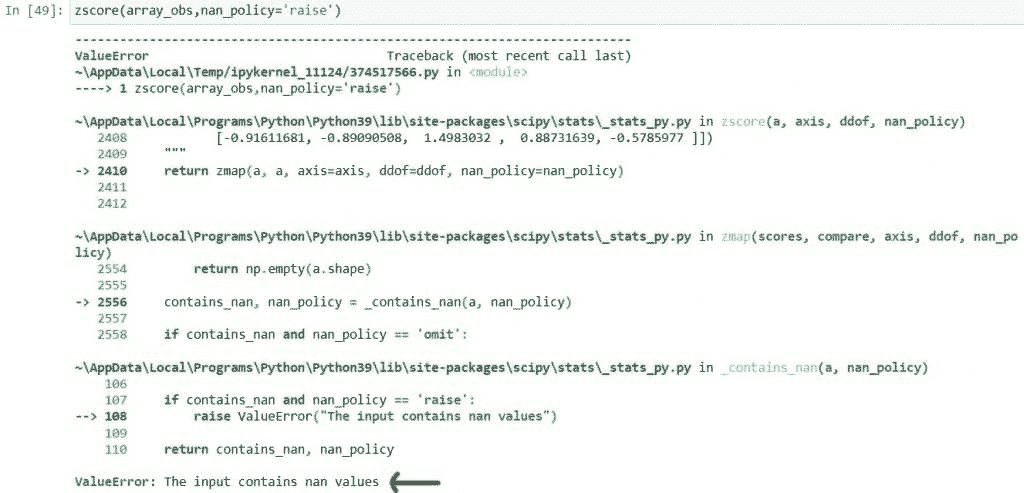 In [49]: zscore(array_obs,nan_policy='raise')
---------------------------------------------------------------------------
ValueError                                Traceback (most recent call last)
~\AppData\Local\Temp/ipykernel_11124/374517566.py in <module>
----> 1 zscore(array_obs,nan_policy='raise')
~\AppData\Local\Programs\Python\Python39\lib\site-packages\scipy\stats\_stats_py.py in zscore(a, axis, ddof, nan_policy)
   2408            [-0.91611681, -0.89090508,  1.4983032 ,  0.88731639, -0.5785977 ]])
   2409     """
-> 2410     return zmap(a, a, axis=axis, ddof=ddof, nan_policy=nan_policy)
   2411
   2412
~\AppData\Local\Programs\Python\Python39\lib\site-packages\scipy\stats\_stats_py.py in zmap(scores, compare, axis, ddof, nan_po
licy)
   2554         return np.empty(a.shape)
   2555
-> 2556     contains_nan, nan_policy = _contains_nan(a, nan_policy)
   2557
   2558     if contains_nan and nan_policy == 'omit':
~\AppData\Local\Programs\Python\Python39\lib\site-packages\scipy\stats\_stats_py.py in _contains_nan(a, nan_policy)
    106
    107     if contains_nan and nan_policy == 'raise':
--> 108         raise ValueError("The input contains nan values")
    109
    110     return contains_nan, nan_policy
ValueError: The input contains nan values